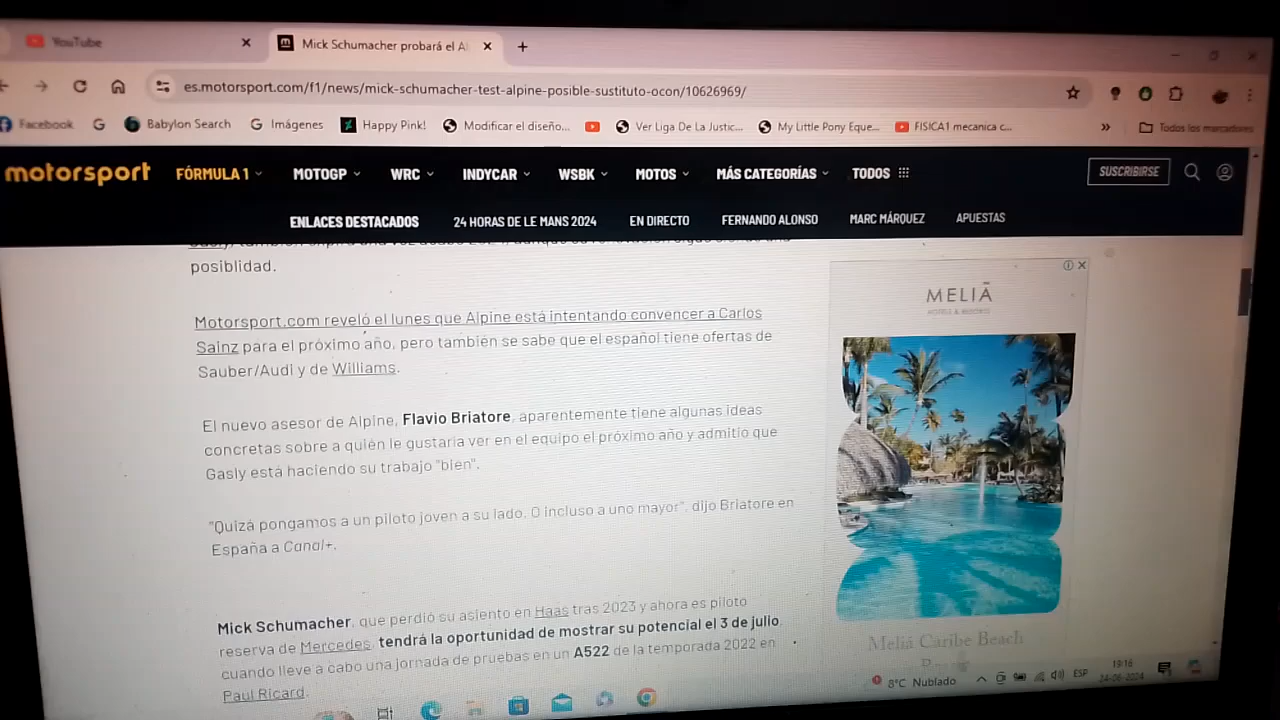 YouTube
Mick Schumacher probará el A
es.motorsport.com/f1/news/mick-schumacher-test-alpine-posible-sustituto-ocon/10626969/
Facebook
Babylon Search
Imágenes
Happy Pink!
Modificar el diseño...
Ver Liga De La Justic...
My Little Pony Eque...
FISICA1 mecanica c...
Todos los marcadores
motorsport
FÓRMULA 1
MOTOGP
WRC
INDYCAR
WSBK
MOTOS
MÁS CATEGORÍAS
TODOS
SUSCRIBIRSE
ENLACES DESTACADOS
24 HORAS DE LE MANS 2024
EN DIRECTO
FERNANDO ALONSO
MARC MÁRQUEZ
APUESTAS
posiblidad.
Motorsport.com reveló el lunes que Alpine está intentando convencer a Carlos
Sainz para el próximo año, pero también se sabe que el español tiene ofertas de
Sauber/Audi y de Williams.
El nuevo asesor de Alpine, Flavio Briatore, aparentemente tiene algunas ideas
concretas sobre a quién le gustaría ver en el equipo el próximo año y admitió que
Gasly está haciendo su trabajo "bien".
"Quizá pongamos a un piloto joven a su lado. O incluso a uno mayor", dijo Briatore en
España a Canal+.
Mick Schumacher, que perdió su asiento en Haas tras 2023 y ahora es piloto
reserva de Mercedes, tendrá la oportunidad de mostrar su potencial el 3 de julio,
cuando lleve a cabo una jornada de pruebas en un A522 de la temporada 2022 en
Paul Ricard.
MELIÃ
HOTELS & RESORTS
Meliá Caribe Beach
8°C Nublado
ESP
19:16
24-06-2024